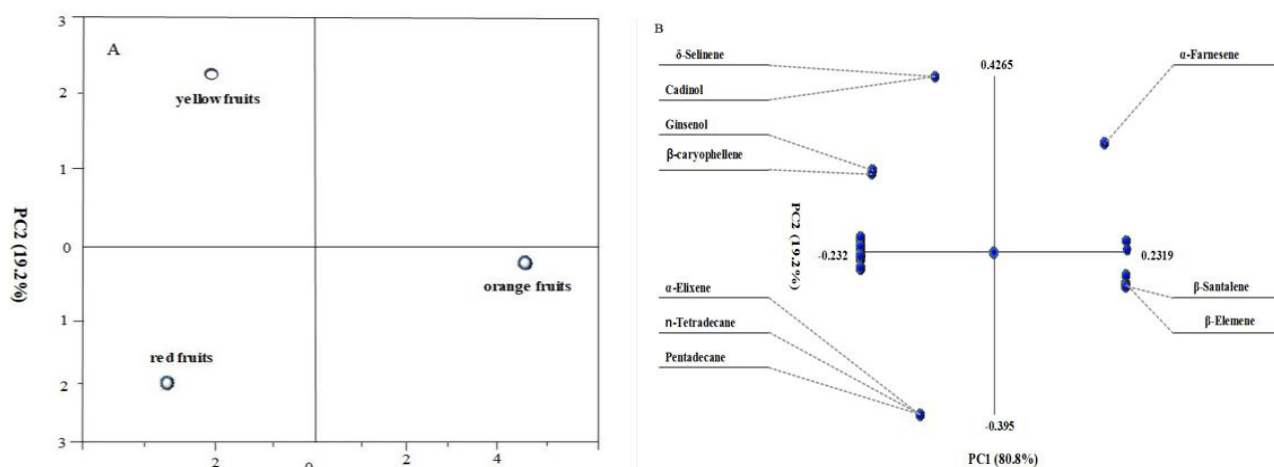 3
A
2
yellow fruits
1
PC2 (19.2%)
0
orange fruits
1
red fruits
2
3
2
0
2
4
B
δ-Selinene
0.4265
α-Farnesene
Cadinol
Ginsenol
β-caryophellene
PC2 (19.2%)
-0.232
0.2319
α-Elixene
β-Santalene
n-Tetradecane
β-Elemene
Pentadecane
-0.395
PC1 (80.8%)